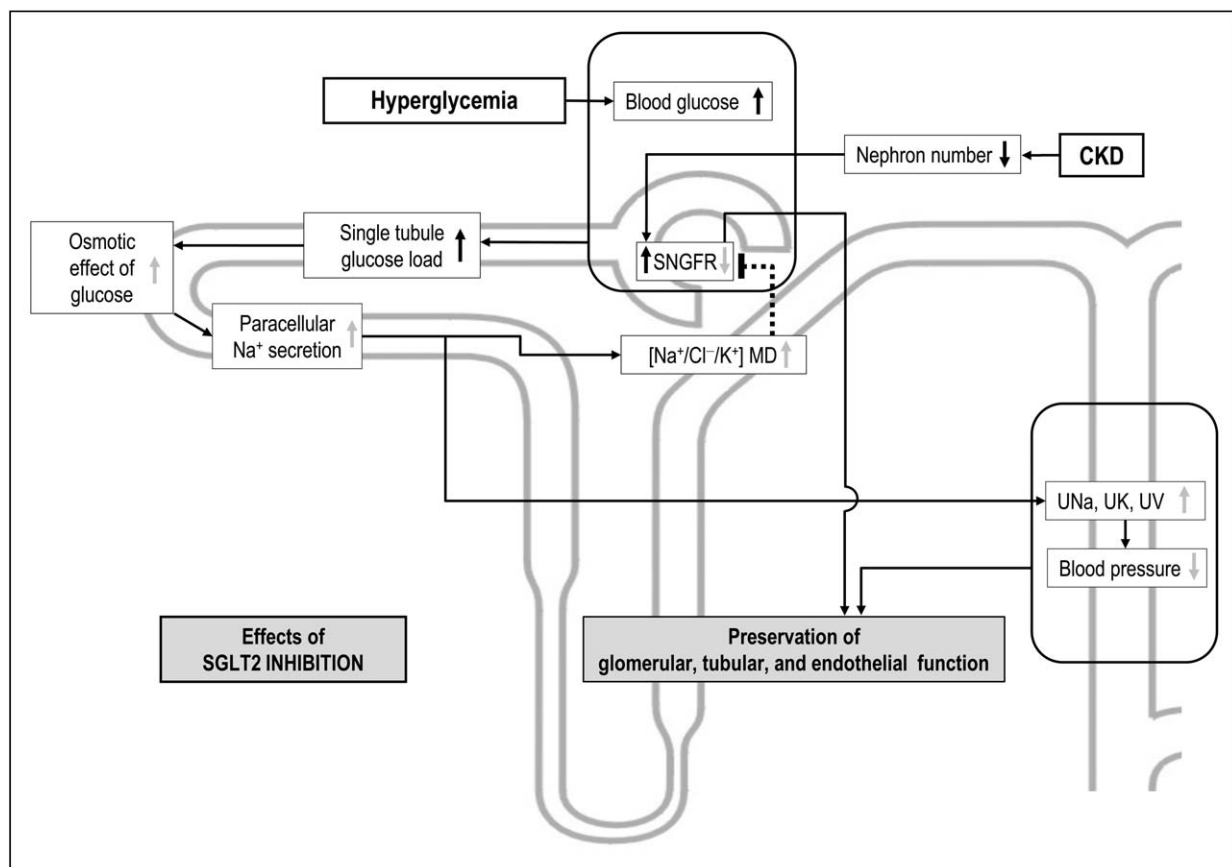 Hyperglycemia
Blood glucose
Nephron number
CKD
Osmotic
effect of
glucose
Single tubule
glucose load
SNGFR
Paracellular
Na⁺ secretion
[Na⁺/Cl⁻/K⁺] MD
UNa, UK, UV
Blood pressure
Effects of
SGLT2 INHIBITION
Preservation of
glomerular, tubular, and endothelial function